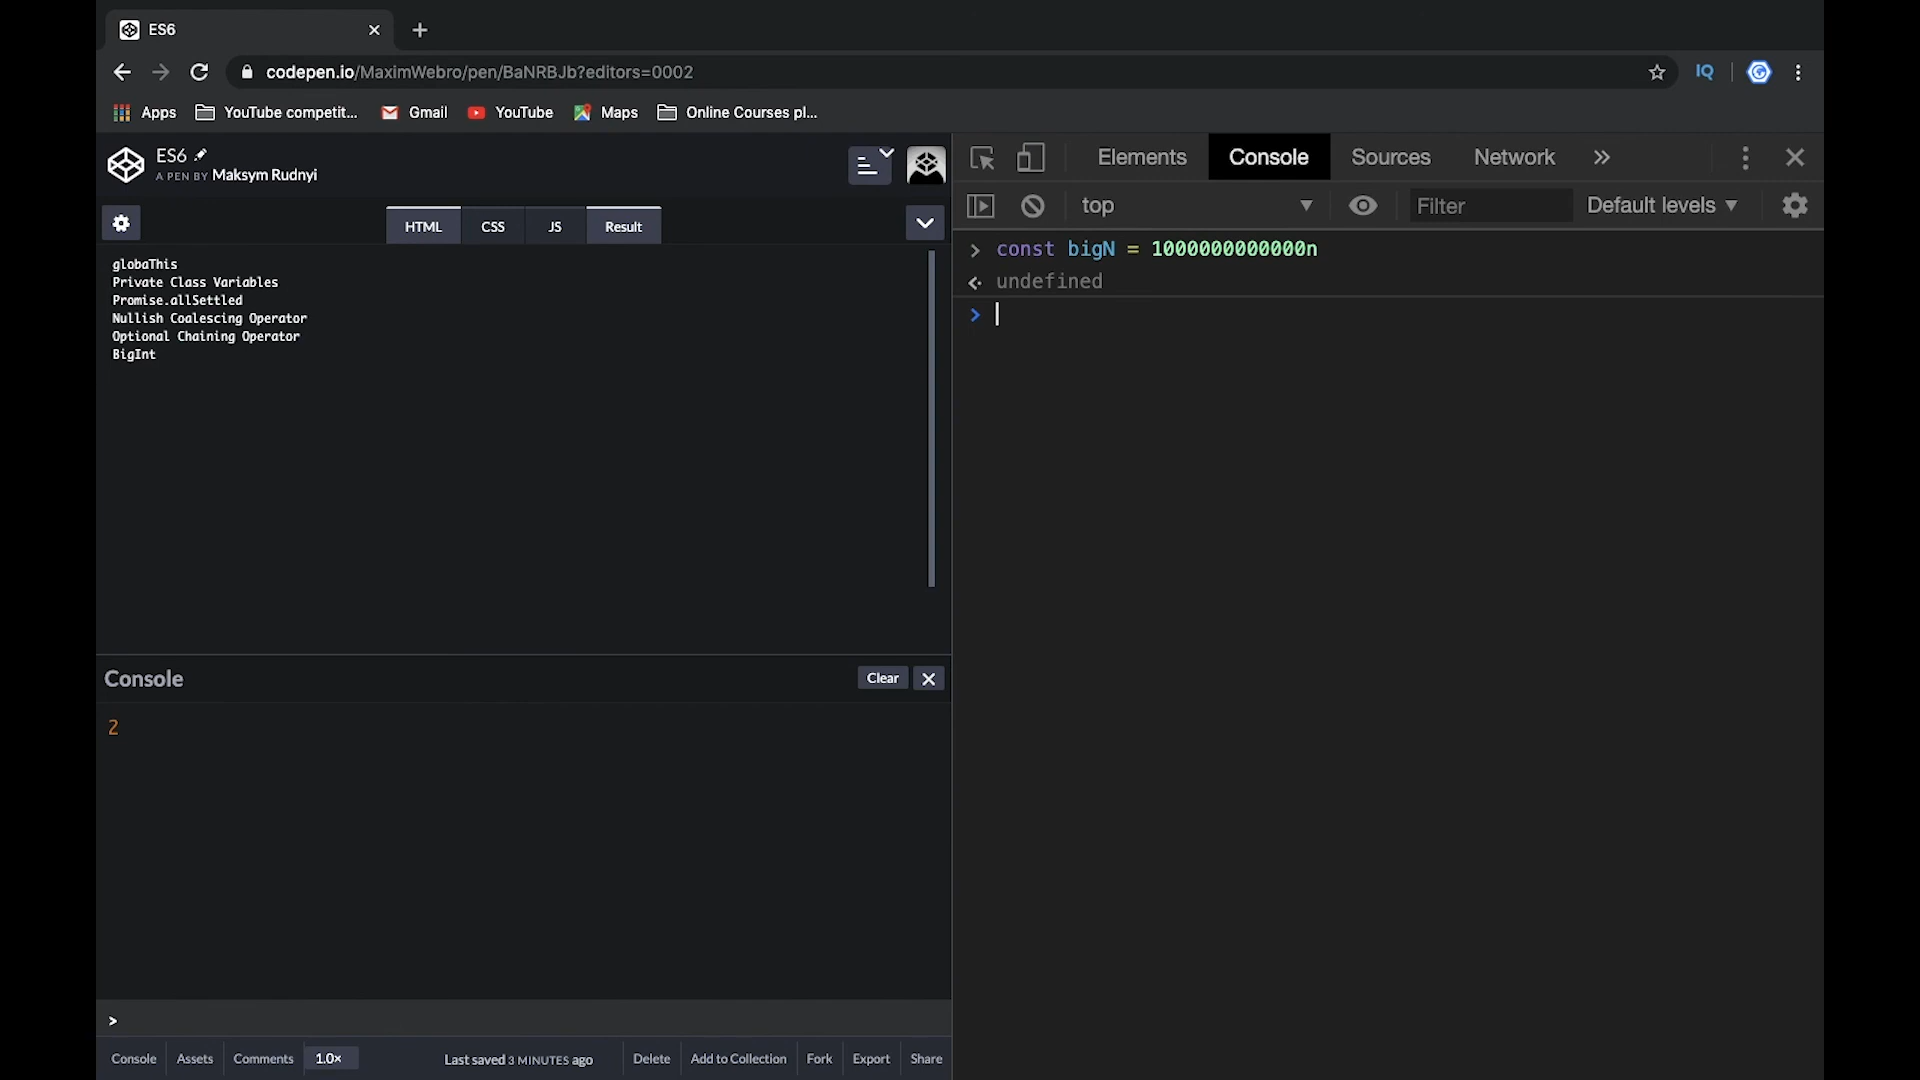 ES6
codepen.io/MaximWebro/pen/BaNRBJb?editors=0002
IQ
Apps YouTube competit... Gmail YouTube Maps Online Courses pl...
ES6
A PEN BY Maksym Rudnyi
HTML CSS JS Result
globaThis
Private Class Variables
Promise.allSettled
Nullish Coalescing Operator
Optional Chaining Operator
BigInt
Console
Clear
2
>
Console Assets Comments 1.0× Last saved 3 MINUTES ago Delete Add to Collection Fork Export Share
Elements Console Sources Network »
top ▼ Filter Default levels ▼
> const bigN = 1000000000000n
undefined
>